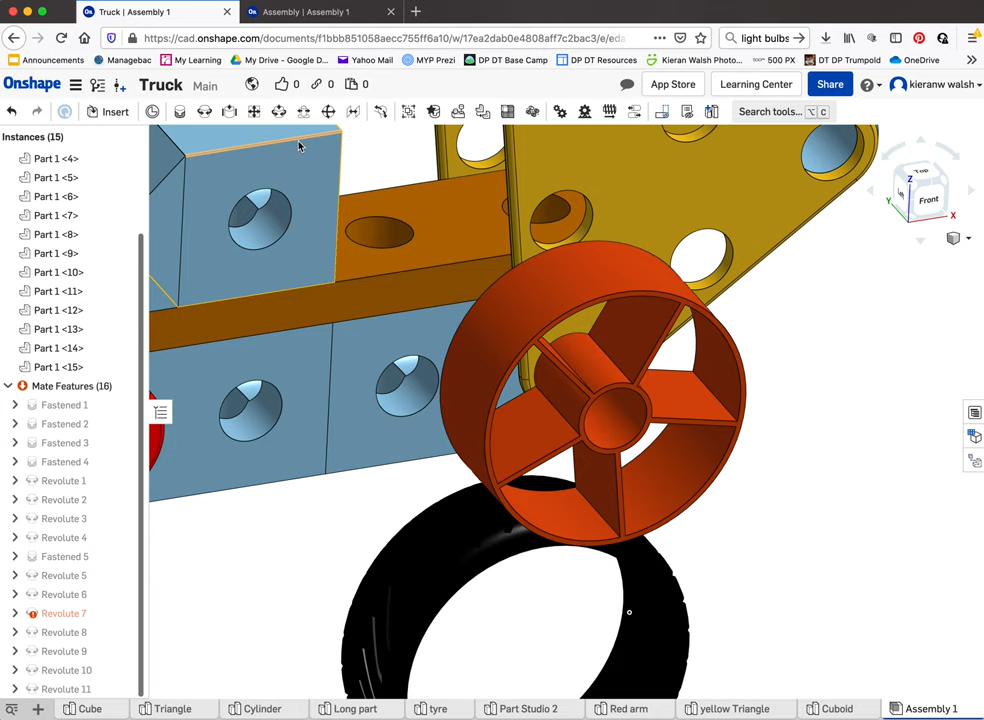 Truck | Assembly 1
Assembly | Assembly 1
https://cad.onshape.com/documents/f1bbb851058aecc755ff6a10/w/17ea2dab0e4808aff7c2bac3/e/eda
light bulbs
Announcements
Managebac
My Learning
My Drive - Google D...
Yahoo Mail
MYP Prezi
DP DT Base Camp
DP DT Resources
Kieran Walsh Photo...
500 PX
DT DP Trumpold
OneDrive
Onshape
Truck Main
0
0
0
App Store
Learning Center
Share
kieranw walsh
Insert
Search tools... ⌥ C
Instances (15)
Part 1 <4>
Part 1 <5>
Part 1 <6>
Part 1 <7>
Part 1 <8>
Part 1 <9>
Part 1 <10>
Part 1 <11>
Part 1 <12>
Part 1 <13>
Part 1 <14>
Part 1 <15>
Mate Features (16)
Fastened 1
Fastened 2
Fastened 3
Fastened 4
Revolute 1
Revolute 2
Revolute 3
Revolute 4
Fastened 5
Revolute 5
Revolute 6
Revolute 7
Revolute 8
Revolute 9
Revolute 10
Revolute 11
Top
Z
Front
Y
X
Cube
Triangle
Cylinder
Long part
tyre
Part Studio 2
Red arm
yellow Triangle
Cuboid
Assembly 1